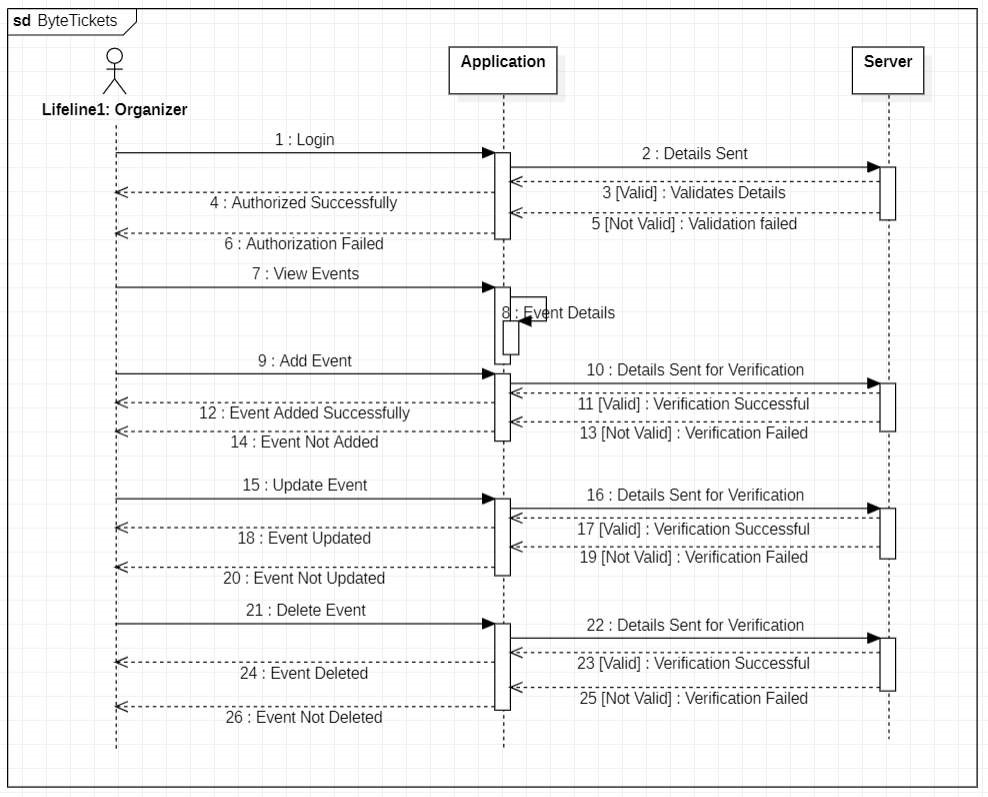 sd ByteTickets
Application
Server
Lifeline1: Organizer
1 : Login
2 : Details Sent
3 [Valid] : Validates Details
4 : Authorized Successfully
5 [Not Valid] : Validation failed
6 : Authorization Failed
7 : View Events
8 : Event Details
9 : Add Event
10 : Details Sent for Verification
11 [Valid] : Verification Successful
12 : Event Added Successfully
13 [Not Valid] : Verification Failed
14 : Event Not Added
15 : Update Event
16 : Details Sent for Verification
17 [Valid] : Verification Successful
18 : Event Updated
19 [Not Valid] : Verification Failed
20 : Event Not Updated
21 : Delete Event
22 : Details Sent for Verification
23 [Valid] : Verification Successful
24 : Event Deleted
25 [Not Valid] : Verification Failed
26 : Event Not Deleted